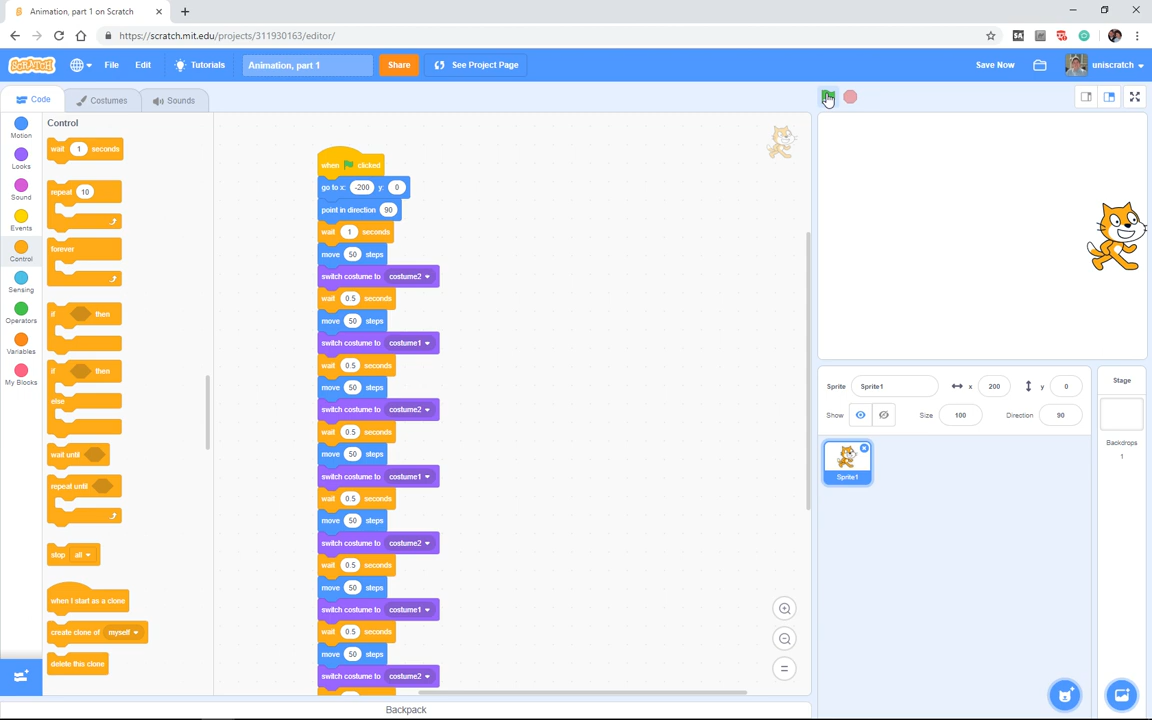 Animation, part 1 on Scratch
https://scratch.mit.edu/projects/311930163/editor/
SCRATCH File Edit Tutorials Animation, part 1 Share See Project Page Save Now uniscratch
Code Costumes Sounds
Motion
Looks
Sound
Events
Control
Sensing
Operators
Variables
My Blocks
Control
wait 1 seconds
repeat 10
forever
if then
if then
else
wait until
repeat until
stop all
when I start as a clone
create clone of myself
delete this clone
when clicked
go to x: -200 y: 0
point in direction 90
wait 1 seconds
move 50 steps
switch costume to costume2
wait 0.5 seconds
move 50 steps
switch costume to costume1
wait 0.5 seconds
move 50 steps
switch costume to costume2
wait 0.5 seconds
move 50 steps
switch costume to costume1
wait 0.5 seconds
move 50 steps
switch costume to costume2
wait 0.5 seconds
move 50 steps
switch costume to costume1
wait 0.5 seconds
move 50 steps
switch costume to costume2
Sprite Sprite1 x 200 y 0
Show Size 100 Direction 90
Sprite1
Stage
Backdrops
1
Backpack